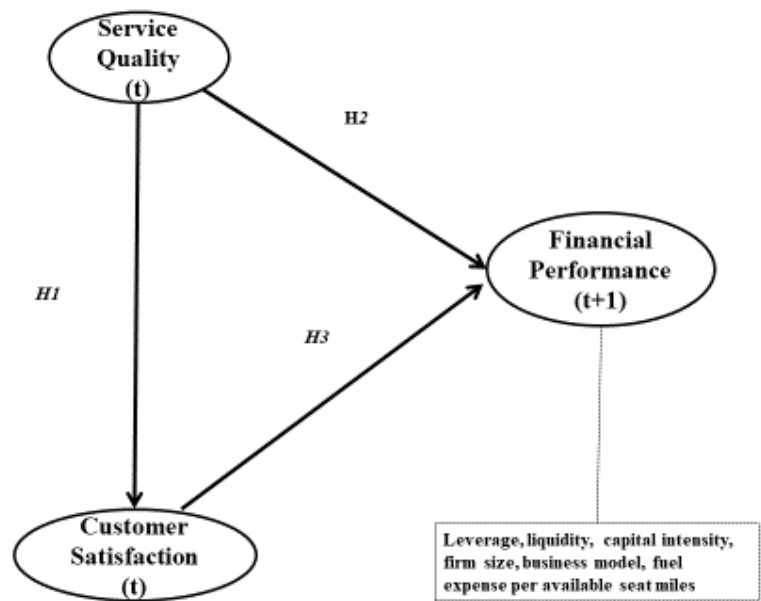 Service
Quality
(t)
H2
Financial
Performance
(t+1)
H1
H3
Customer
Satisfaction
(t)
Leverage, liquidity, capital intensity,
firm size, business model, fuel
expense per available seat miles